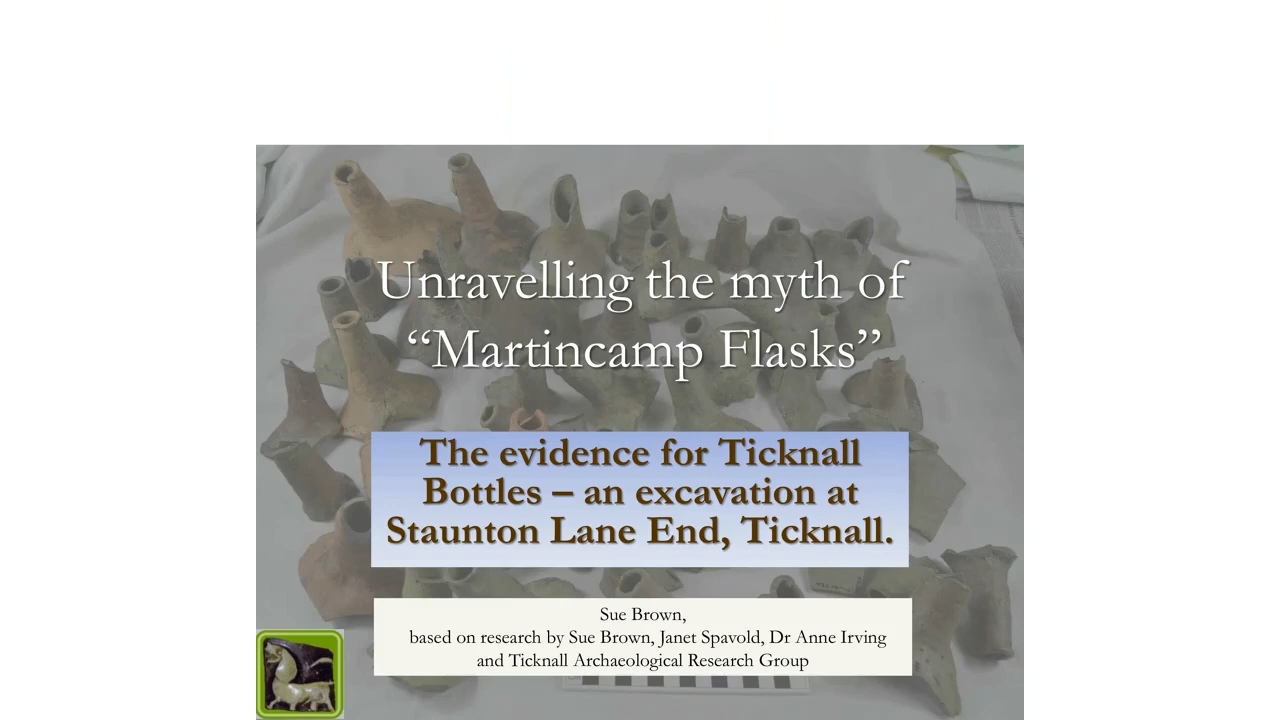 Unravelling the myth of
“Martincamp Flasks”
The evidence for Ticknall
Bottles – an excavation at
Staunton Lane End, Ticknall.
Sue Brown,
based on research by Sue Brown, Janet Spavold, Dr Anne Irving
and Ticknall Archaeological Research Group